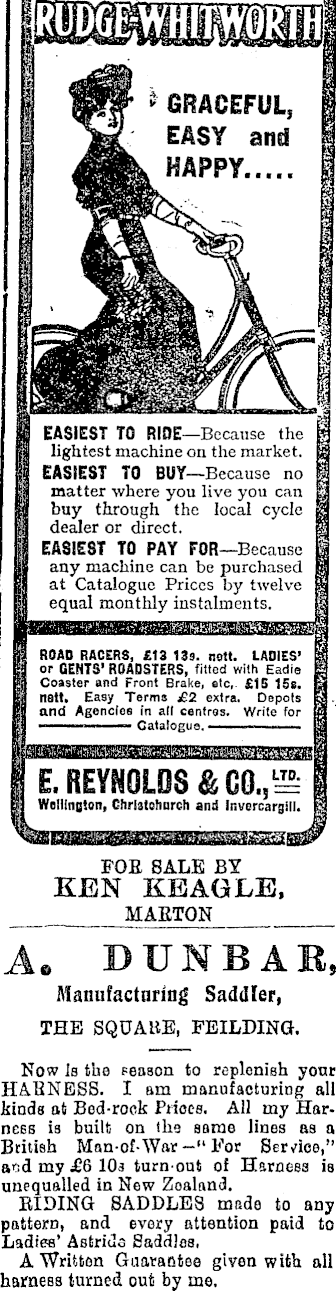 RUDGE-WHITWORTH
GRACEFUL,
EASY and
HAPPY.....
EASIEST TO RIDE—Because the
lightest machine on the market.
EASIEST TO BUY—Because no
matter where you live you can
buy through the local cycle
dealer or direct.
EASIEST TO PAY FOR—Because
any machine can be purchased
at Catalogue Prices by twelve
equal monthly instalments.
ROAD RACERS, £13 13s. nett. LADIES'
or GENTS' ROADSTERS, fitted with Eadie
Coaster and Front Brake, etc, £15 15s.
nett. Easy Terms £2 extra. Depots
and Agencies in all centres. Write for
Catalogue.
E. REYNOLDS & CO., LTD.
Wellington, Christchurch and Invercargill.
FOR SALE BY
KEN KEAGLE,
MARTON
A. DUNBAR,
Manufacturing Saddler,
THE SQUARE, FEILDING.
Now is the season to replenish your
HARNESS. I am manufacturing all
kinds at Bed-rock Prices. All my Har-
ness is built on the same lines as a
British Man-of-War—"For Service,"
and my £6 10s turn-out of Harness is
unequalled in New Zealand.
RIDING SADDLES made to any
pattern, and every attention paid to
Ladies' Astride Saddles.
A Written Guarantee given with all
harness turned out by me.